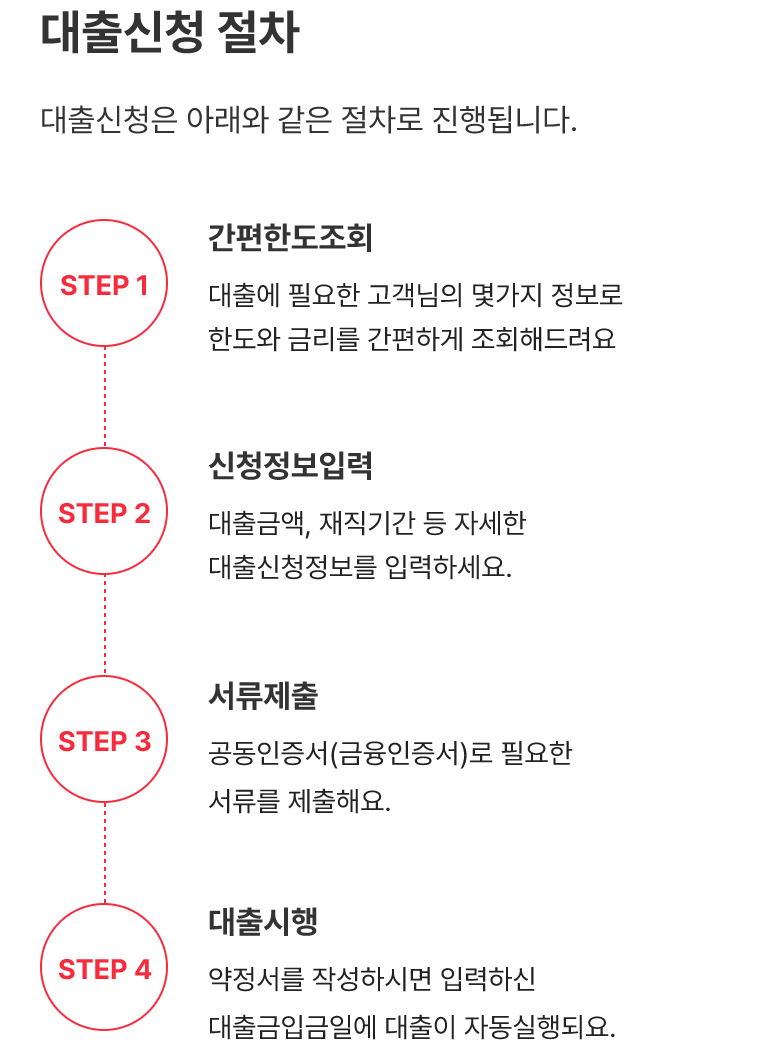 대출신청 절차
대출신청은 아래와 같은 절차로 진행됩니다.
STEP 1
간편한도조회
대출에 필요한 고객님의 몇가지 정보로
한도와 금리를 간편하게 조회해드려요
STEP 2
신청정보입력
대출금액, 재직기간 등 자세한
대출신청정보를 입력하세요.
STEP 3
서류제출
공동인증서(금융인증서)로 필요한
서류를 제출해요.
STEP 4
대출시행
약정서를 작성하시면 입력하신
대출금입금일에 대출이 자동실행되요.